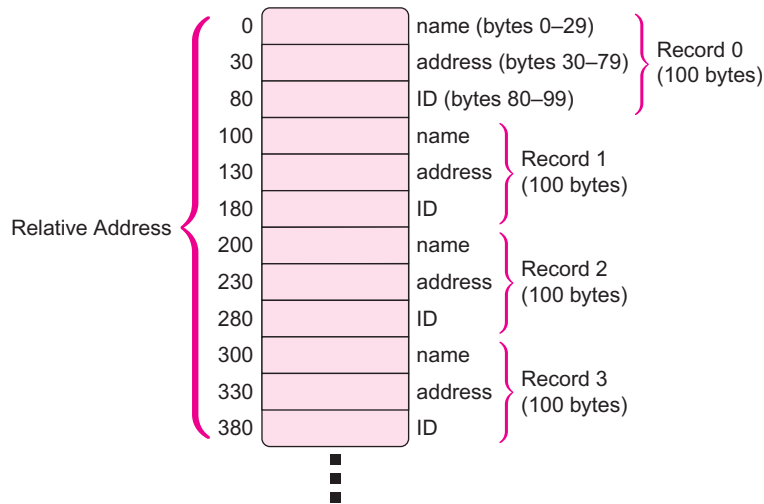 0 name (bytes 0–29)
30 address (bytes 30–79)
80 ID (bytes 80–99)
Record 0
(100 bytes)
100 name
130 address
180 ID
Record 1
(100 bytes)
Relative Address
200 name
230 address
280 ID
Record 2
(100 bytes)
300 name
330 address
380 ID
Record 3
(100 bytes)